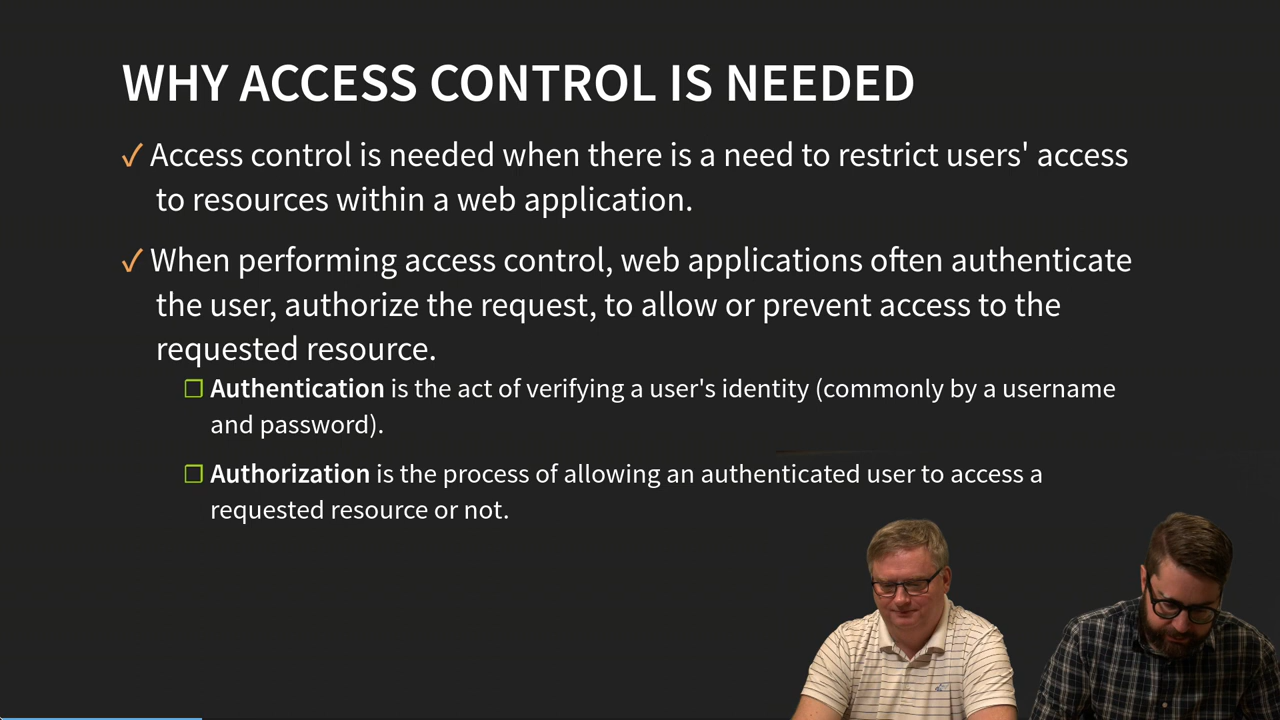 WHY ACCESS CONTROL IS NEEDED
✓ Access control is needed when there is a need to restrict users' access
to resources within a web application.
✓ When performing access control, web applications often authenticate
the user, authorize the request, to allow or prevent access to the
requested resource.
❐ Authentication is the act of verifying a user's identity (commonly by a username
and password).
❐ Authorization is the process of allowing an authenticated user to access a
requested resource or not.